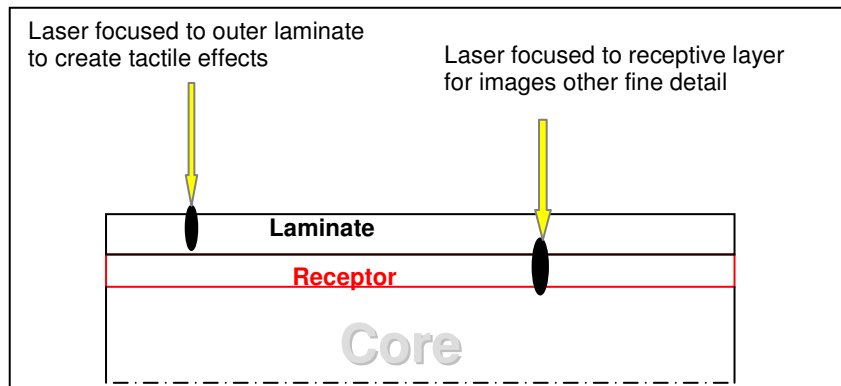 Laser focused to outer laminate
to create tactile effects
Laser focused to receptive layer
for images other fine detail
Laminate
Receptor
Core